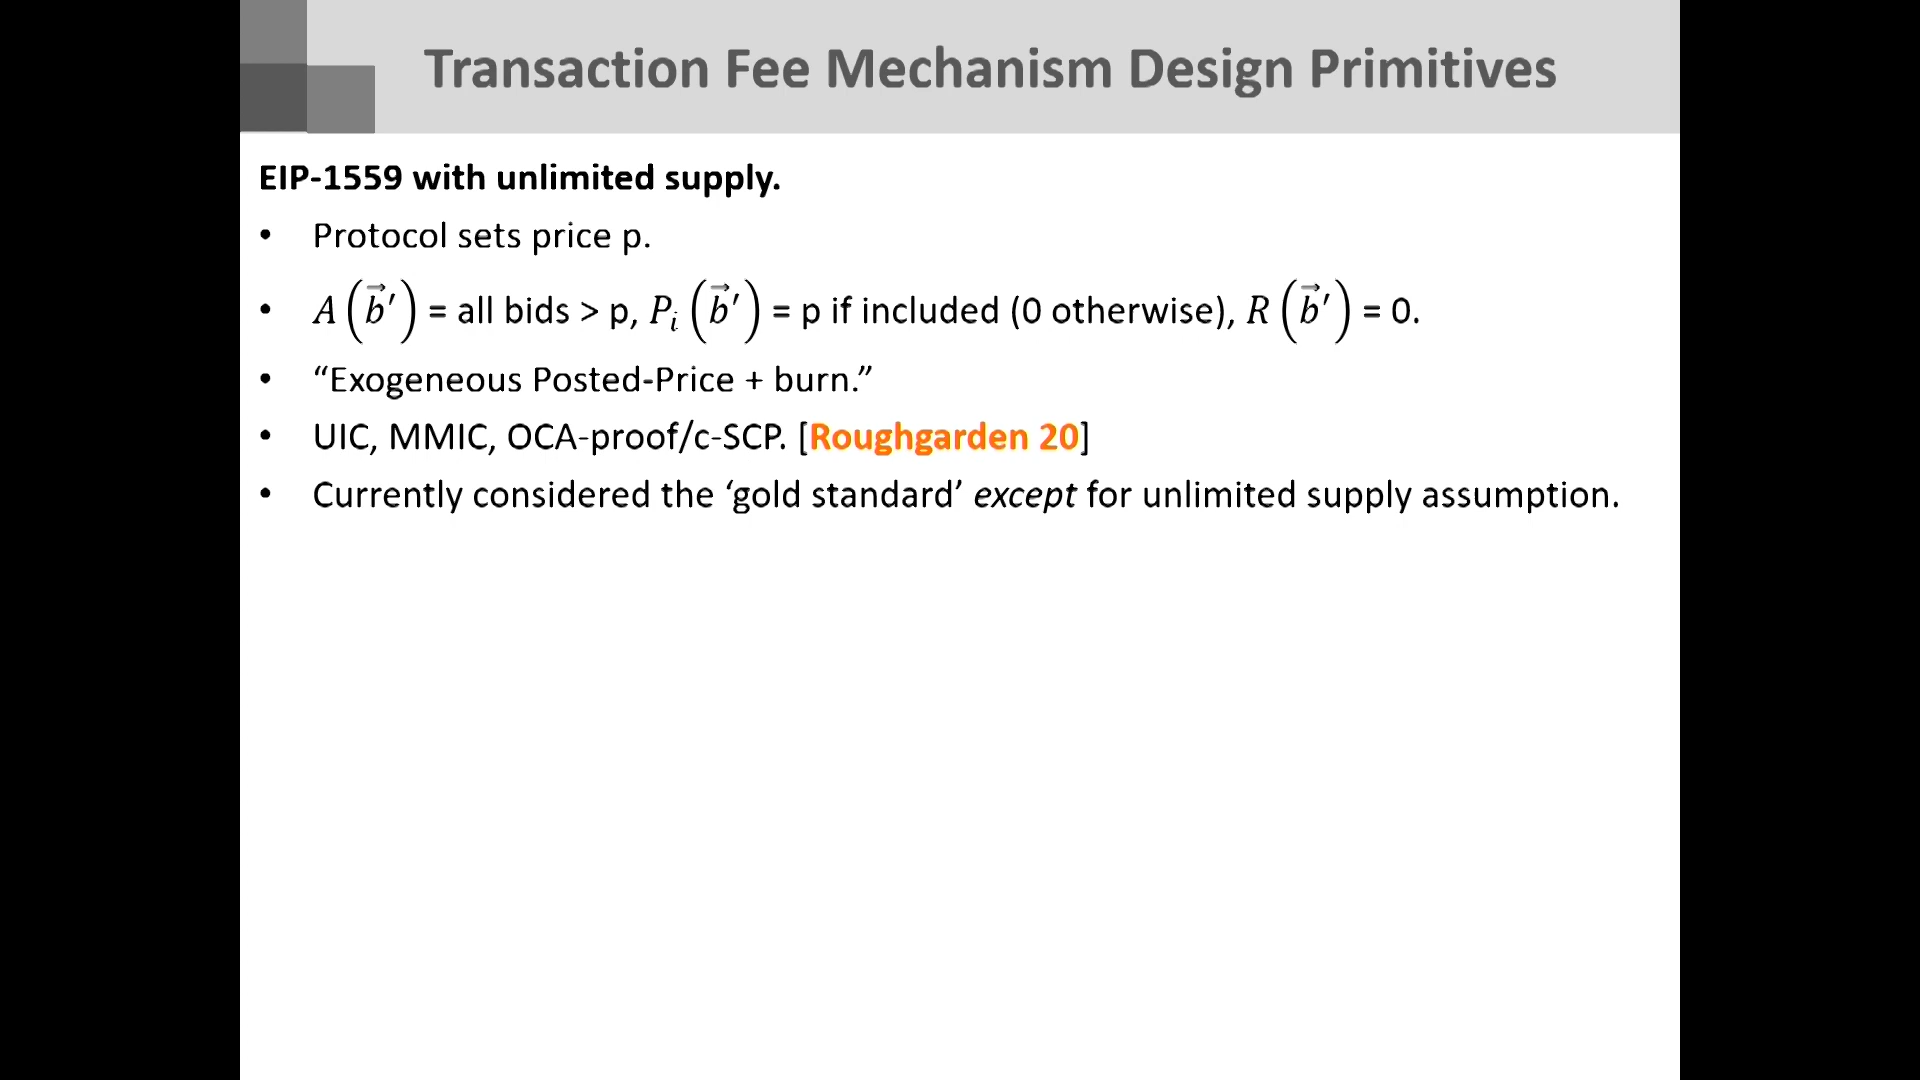 Transaction Fee Mechanism Design Primitives
EIP-1559 with unlimited supply.
• Protocol sets price p.
• A(b⃗′) = all bids > p, Pᵢ(b⃗′) = p if included (0 otherwise), R(b⃗′) = 0.
• “Exogeneous Posted-Price + burn.”
• UIC, MMIC, OCA-proof/c-SCP. [Roughgarden 20]
• Currently considered the ‘gold standard’ except for unlimited supply assumption.